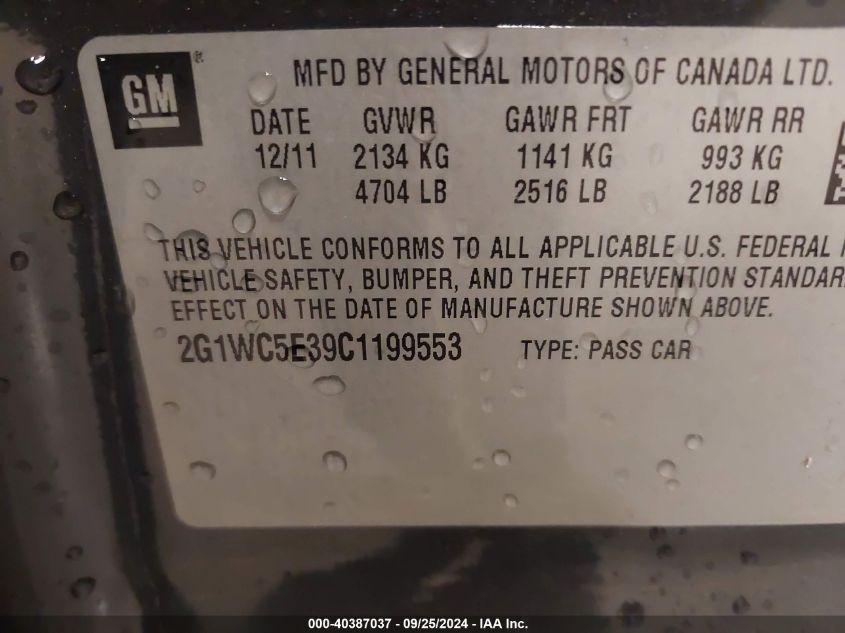 GM ®
MFD BY GENERAL MOTORS OF CANADA LTD.
DATE GVWR GAWR FRT GAWR RR
12/11 2134 KG 1141 KG 993 KG
4704 LB 2516 LB 2188 LB
THIS VEHICLE CONFORMS TO ALL APPLICABLE U.S. FEDERAL
VEHICLE SAFETY, BUMPER, AND THEFT PREVENTION STANDAR
EFFECT ON THE DATE OF MANUFACTURE SHOWN ABOVE.
2G1WC5E39C1199553 TYPE: PASS CAR
000-40387037 - 09/25/2024 - IAA Inc.